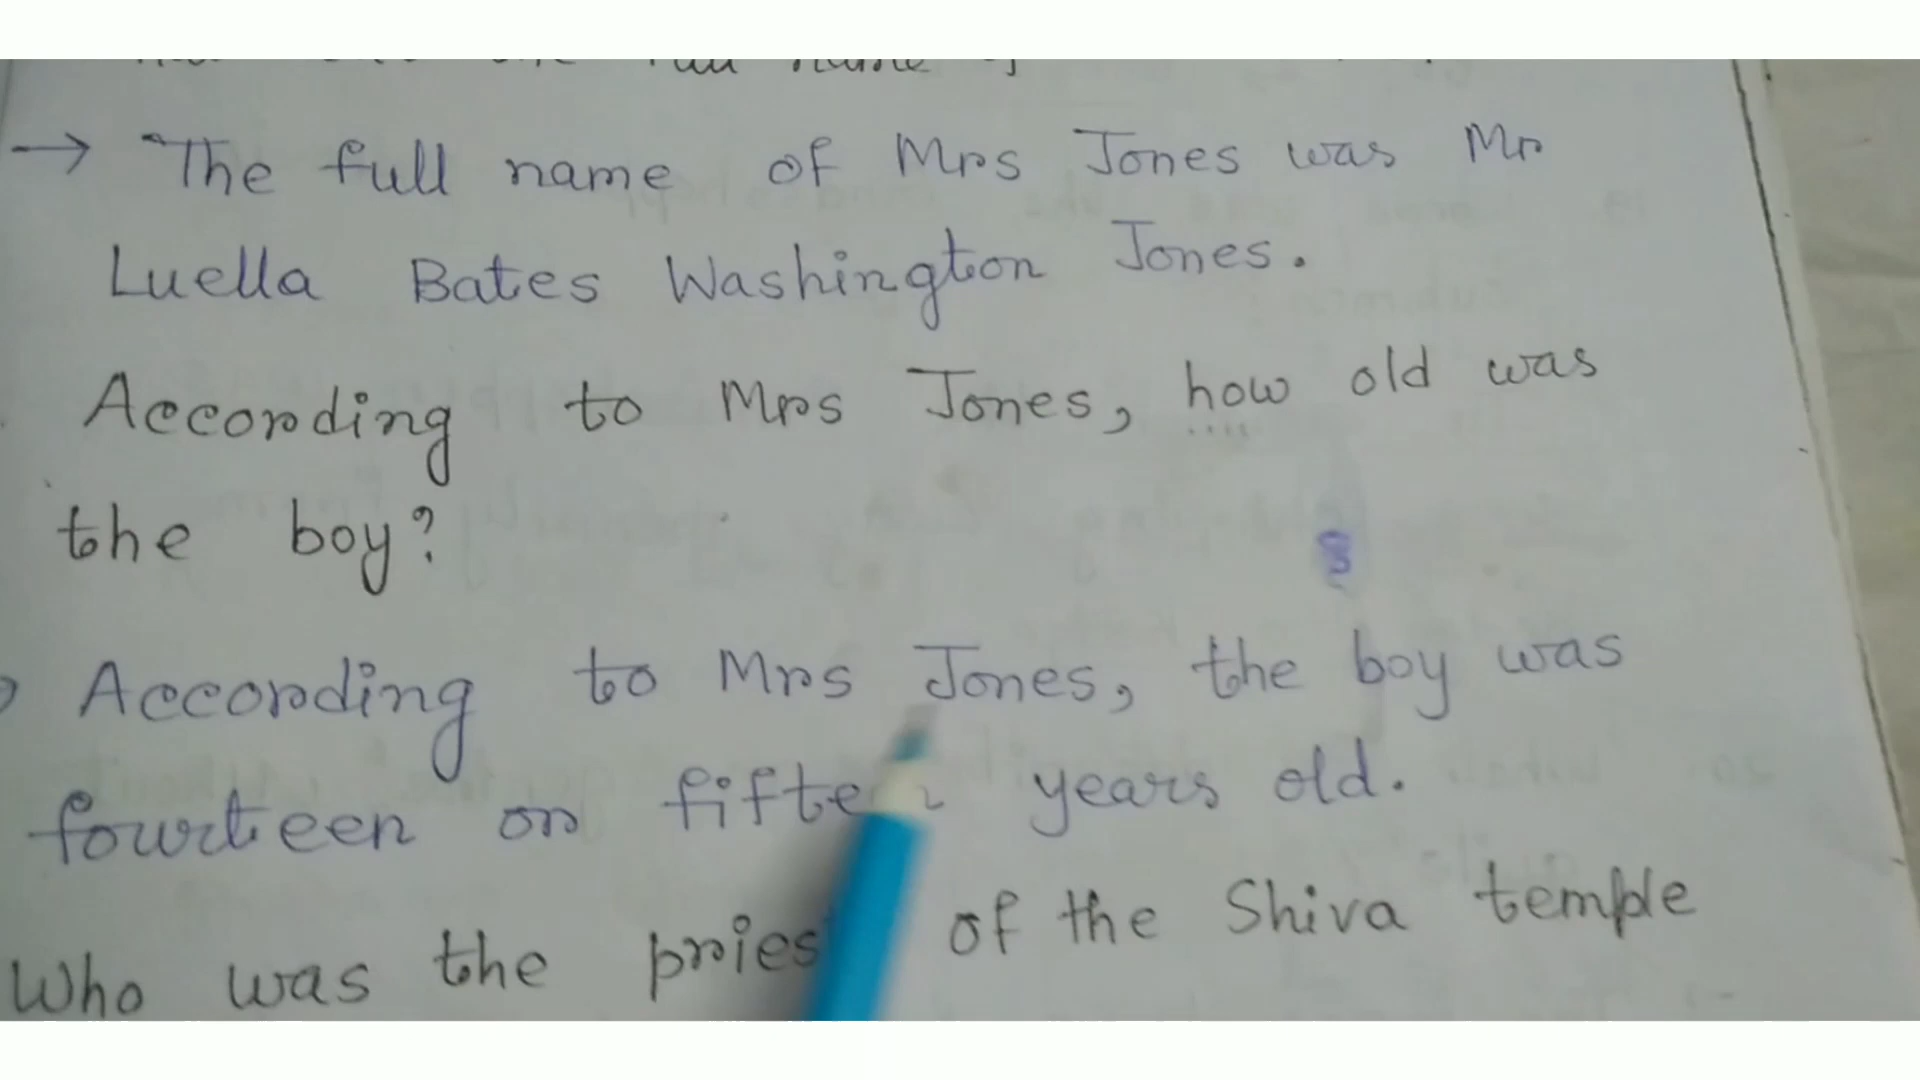 → The full name of Mrs Jones was Mr
Luella Bates Washington Jones.
According to Mrs Jones, how old was
the boy?
According to Mrs Jones, the boy was
fourteen or fifteen years old.
Who was the priest of the Shiva temple